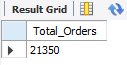 Result Grid
Total_Orders
21350